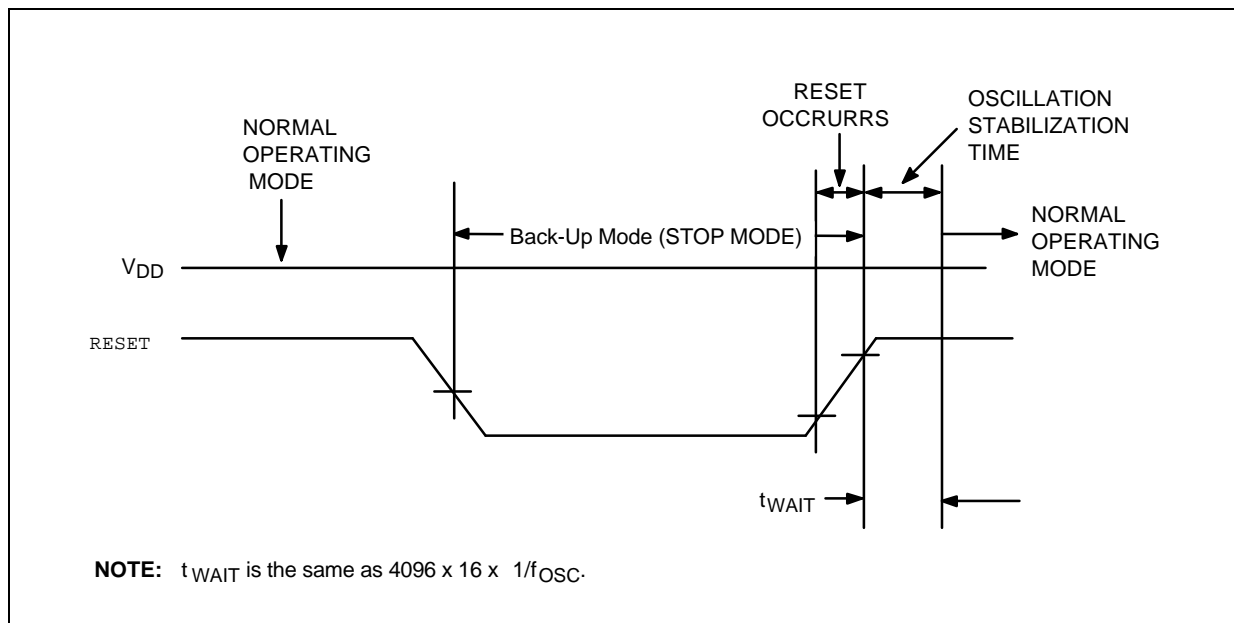 RESET
OCCRURRS
OSCILLATION
STABILIZATION
TIME
NORMAL
OPERATING
MODE
Back-Up Mode (STOP MODE)
NORMAL
OPERATING
MODE
VDD
RESET
tWAIT
NOTE: t WAIT is the same as 4096 x 16 x 1/fOSC.